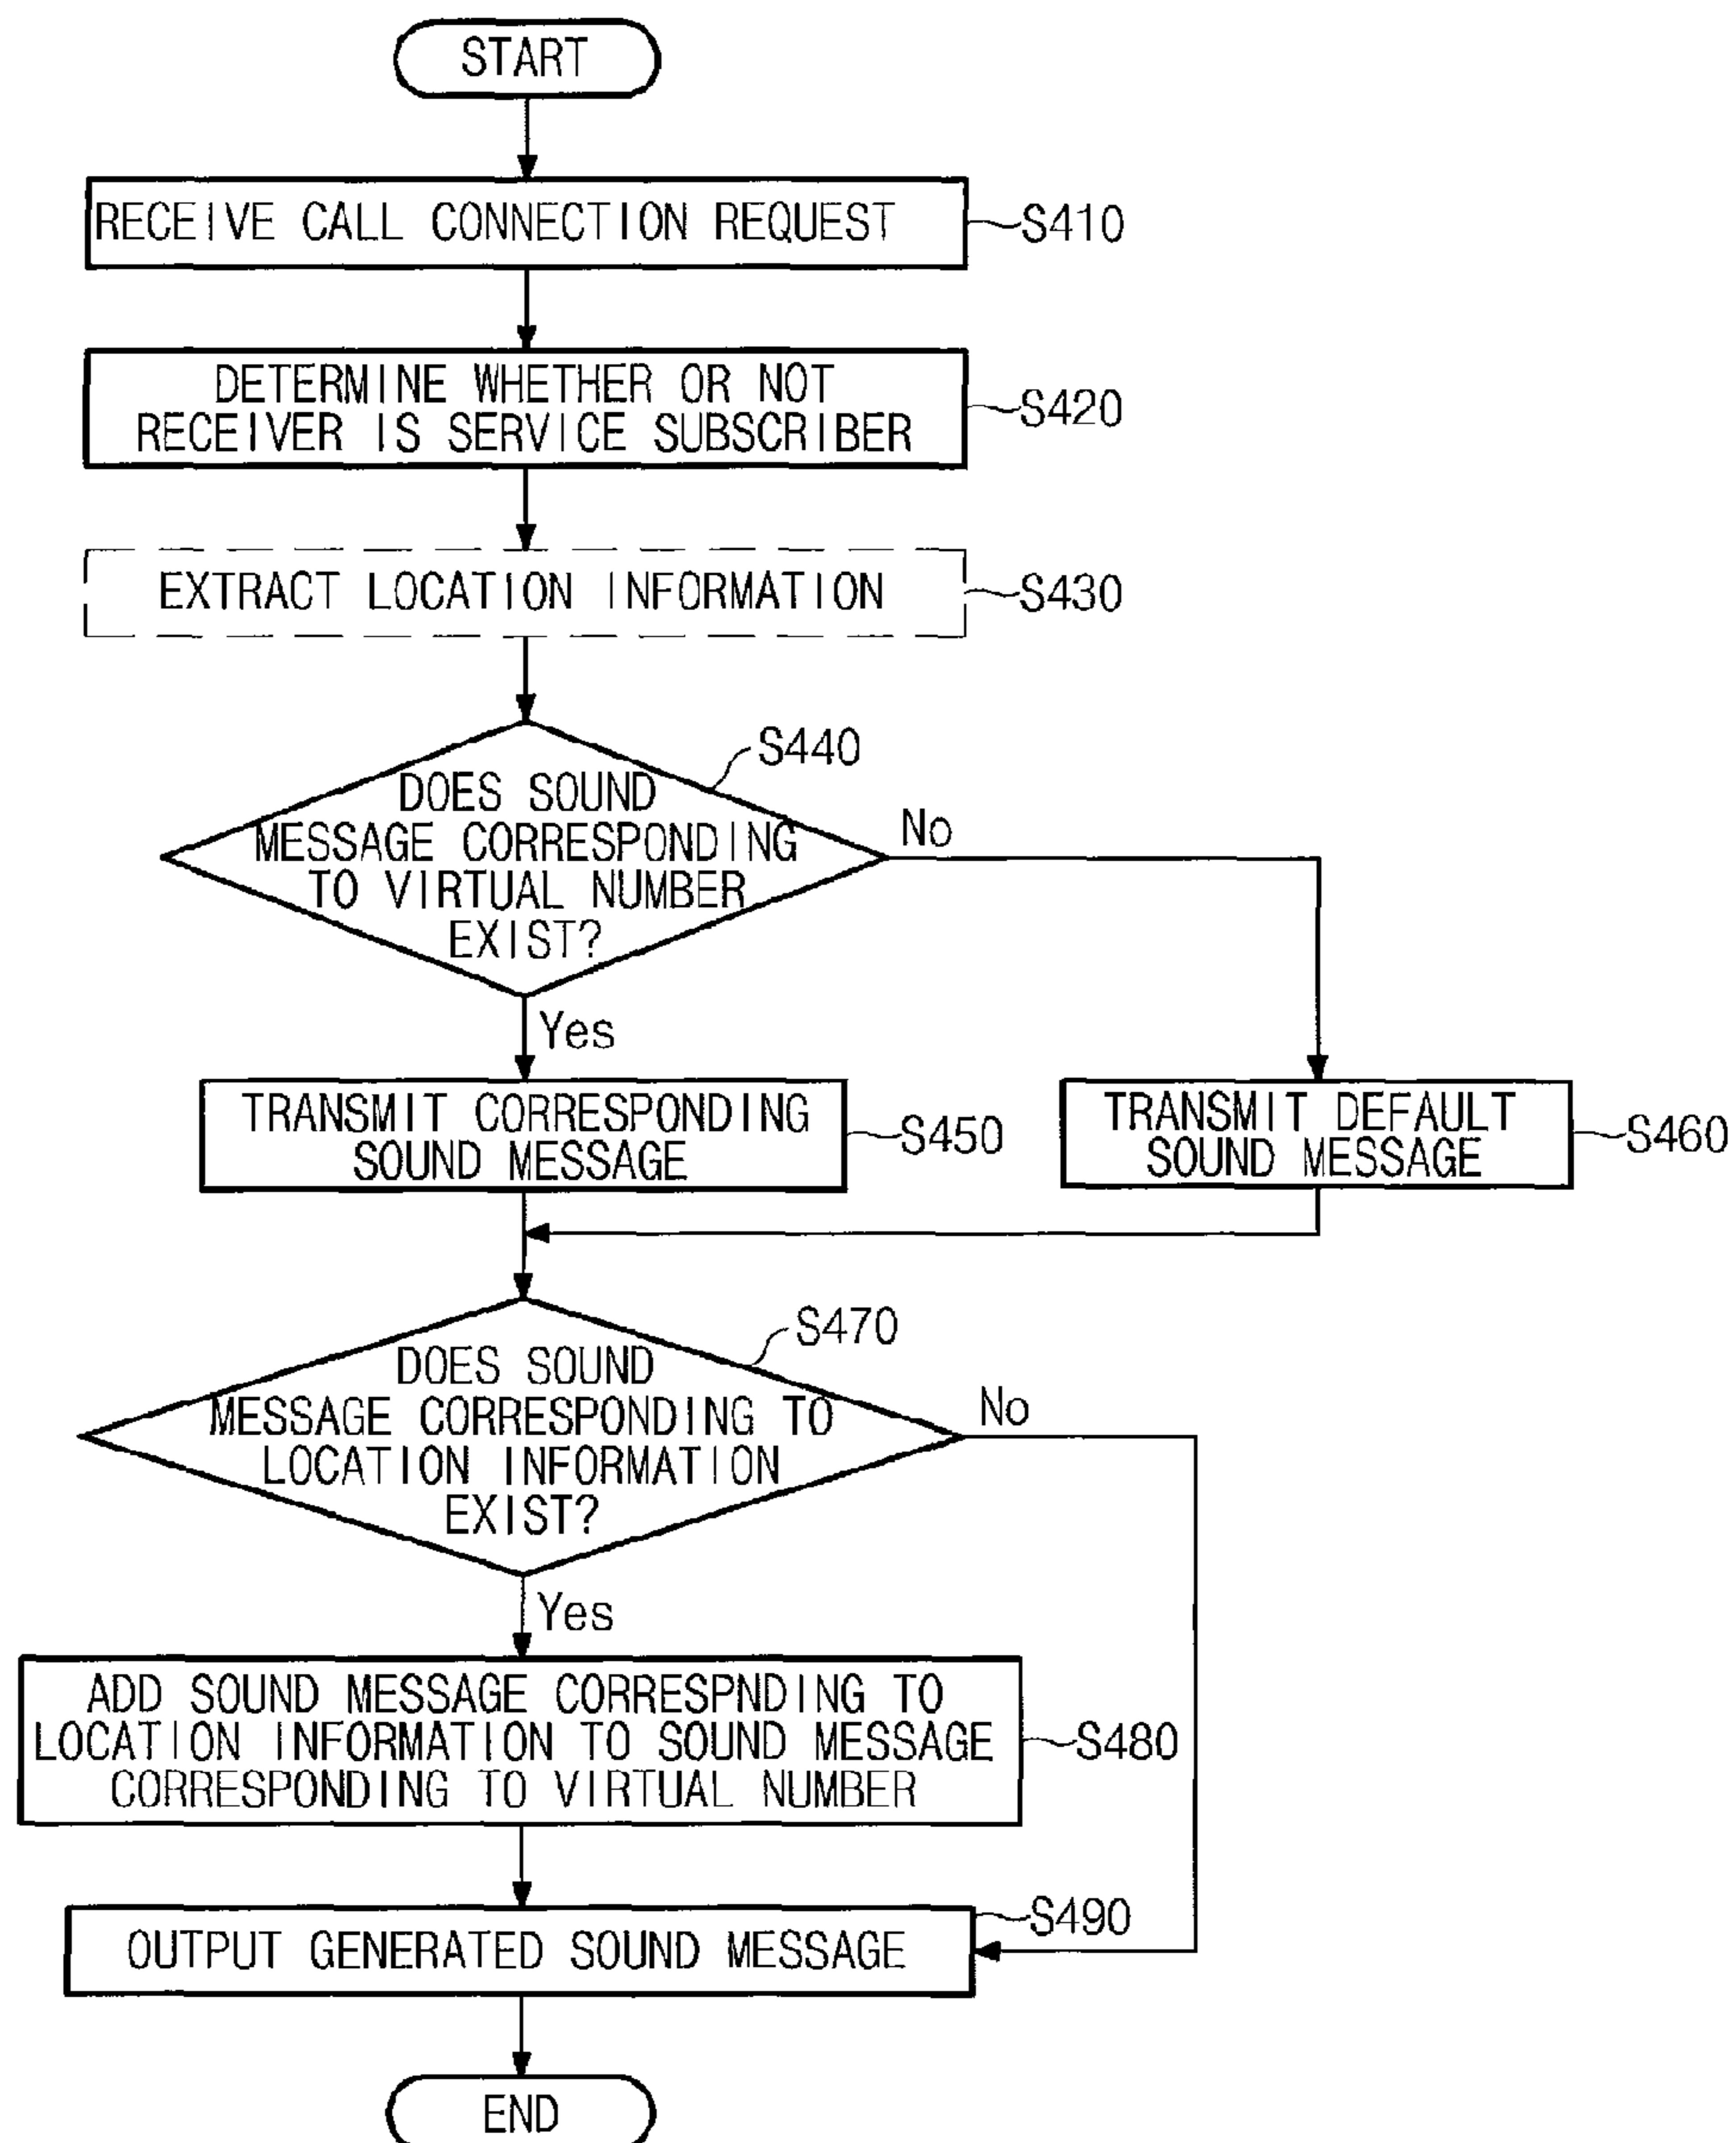 START
RECEIVE CALL CONNECTION REQUEST
S410
DETERMINE WHETHER OR NOT
RECEIVER IS SERVICE SUBSCRIBER
S420
EXTRACT LOCATION INFORMATION
S430
S440
DOES SOUND
MESSAGE CORRESPONDING
TO VIRTUAL NUMBER
EXIST?
No
Yes
TRANSMIT CORRESPONDING
SOUND MESSAGE
S450
TRANSMIT DEFAULT
SOUND MESSAGE
S460
S470
DOES SOUND
MESSAGE CORRESPONDING TO
LOCATION INFORMATION
EXIST?
No
Yes
ADD SOUND MESSAGE CORRESPNDING TO
LOCATION INFORMATION TO SOUND MESSAGE
CORRESPONDING TO VIRTUAL NUMBER
S480
OUTPUT GENERATED SOUND MESSAGE
S490
END